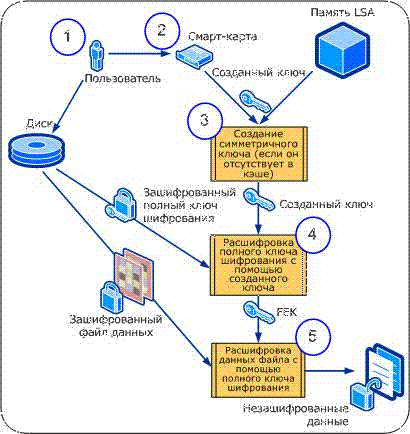 1
2
Смарт-карта
Память LSA
Пользователь
Созданный ключ
Диск
3
Создание
симметричного
ключа (если он
отсутствует в
кэше)
Зашифрованный
полный ключ
шифрования
Созданный ключ
4
Расшифровка
полного ключа
шифрования с
помощью
созданного
ключа
FEK
Зашифрованный
файл данных
5
Расшифровка
данных файла с
помощью
полного ключа
шифрования
Незашифрованные
данные